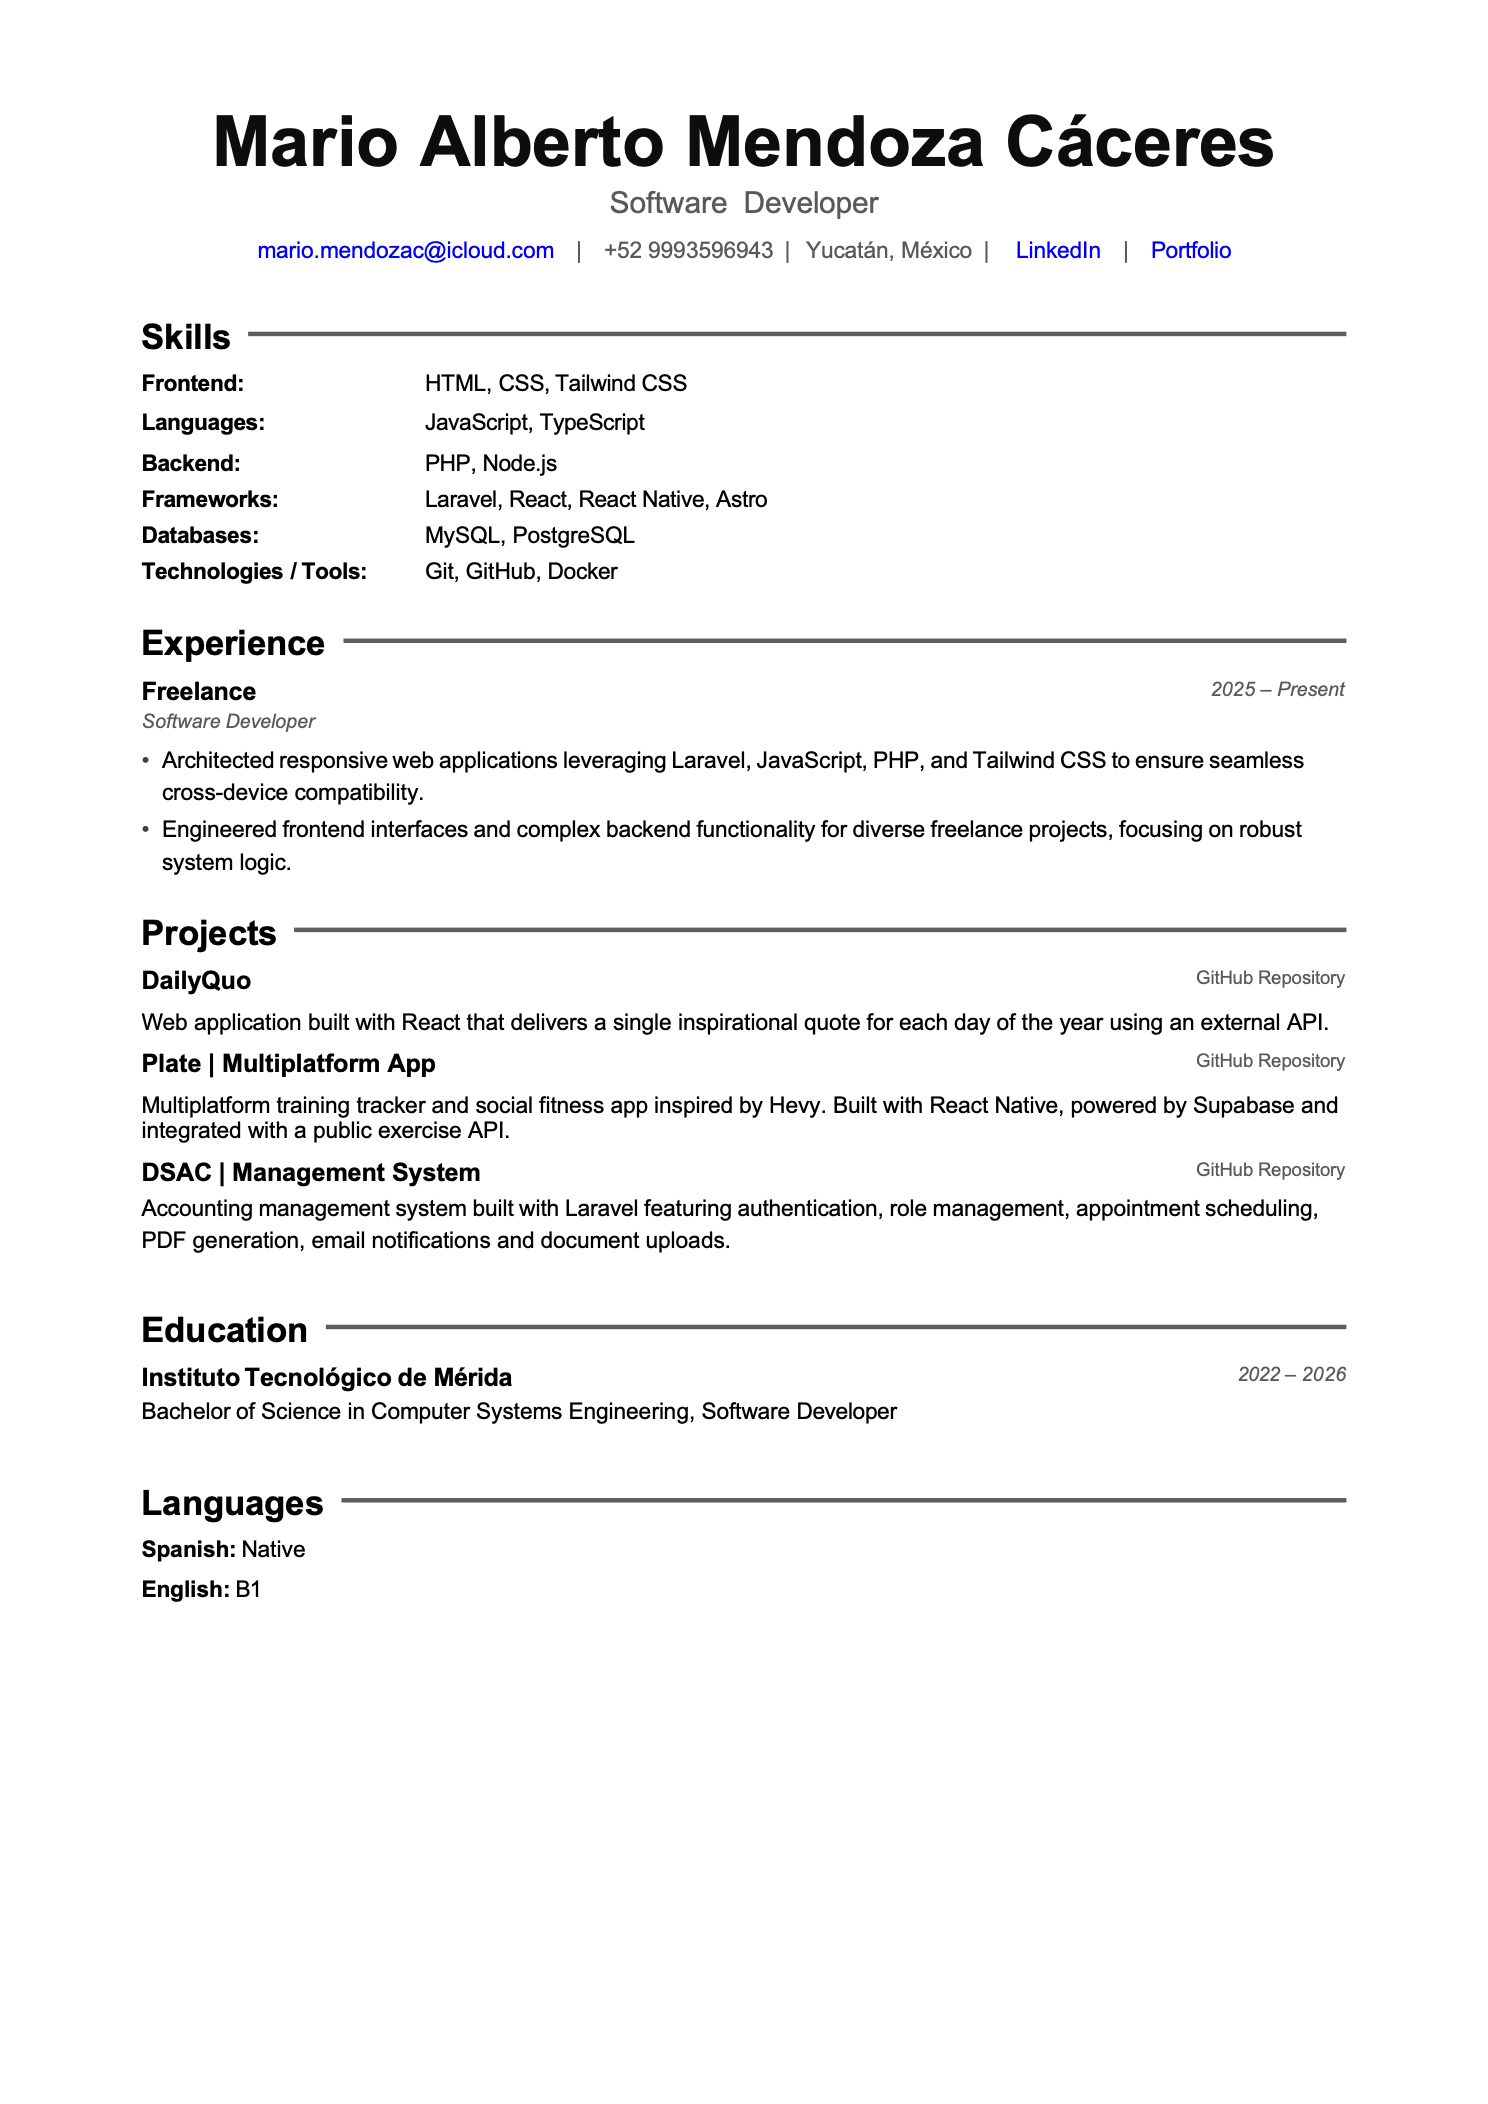 Mario Alberto Mendoza Cáceres
Software Developer
mario.mendozac@icloud.com | +52 9993596943 | Yucatán, México | LinkedIn | Portfolio
Skills
Frontend: HTML, CSS, Tailwind CSS
Languages: JavaScript, TypeScript
Backend: PHP, Node.js
Frameworks: Laravel, React, React Native, Astro
Databases: MySQL, PostgreSQL
Technologies / Tools: Git, GitHub, Docker
Experience
Freelance 2025 – Present
Software Developer
• Architected responsive web applications leveraging Laravel, JavaScript, PHP, and Tailwind CSS to ensure seamless
cross-device compatibility.
• Engineered frontend interfaces and complex backend functionality for diverse freelance projects, focusing on robust
system logic.
Projects
DailyQuo GitHub Repository
Web application built with React that delivers a single inspirational quote for each day of the year using an external API.
Plate | Multiplatform App GitHub Repository
Multiplatform training tracker and social fitness app inspired by Hevy. Built with React Native, powered by Supabase and
integrated with a public exercise API.
DSAC | Management System GitHub Repository
Accounting management system built with Laravel featuring authentication, role management, appointment scheduling,
PDF generation, email notifications and document uploads.
Education
Instituto Tecnológico de Mérida 2022 – 2026
Bachelor of Science in Computer Systems Engineering, Software Developer
Languages
Spanish: Native
English: B1